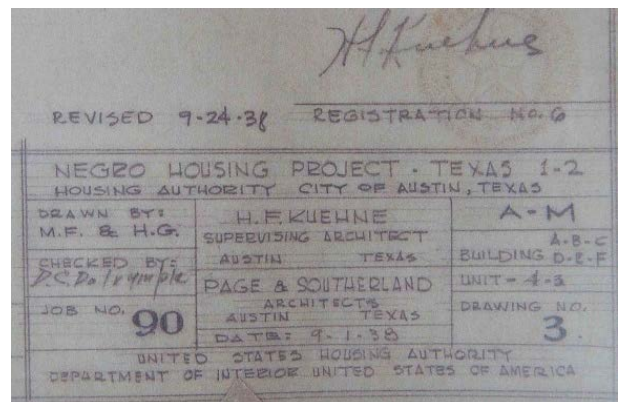 H F Kuehne
REVISED 9-24-38 REGISTRATION NO. 6
NEGRO HOUSING PROJECT - TEXAS 1-2
HOUSING AUTHORITY CITY OF AUSTIN, TEXAS
DRAWN BY:
M.F. & H.G.
CHECKED BY:
D.C. Dalrymple
JOB NO.
90
H.F. KUEHNE
SUPERVISING ARCHITECT
AUSTIN TEXAS
PAGE & SOUTHERLAND
ARCHITECTS
AUSTIN TEXAS
DATE: 9-1-38
A-M
A-B-C
BUILDING D-E-F
UNIT - 4-3
DRAWING NO.
3.
UNITED STATES HOUSING AUTHORITY
DEPARTMENT OF INTERIOR UNITED STATES OF AMERICA